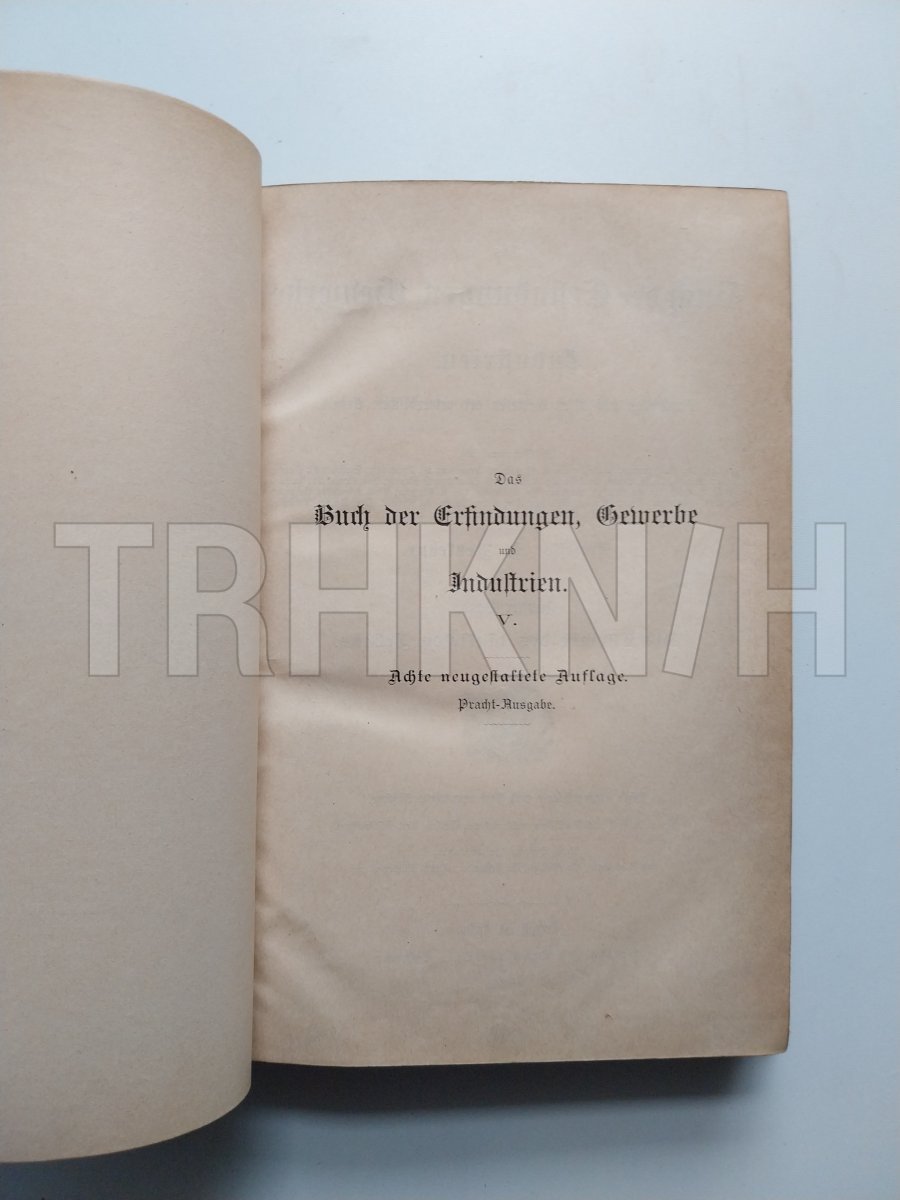 Das
Buch der Erfindungen, Gewerbe
und
Industrien.
V.
Achte neugestaltete Auflage.
Pracht-Ausgabe.
TRHKNIH